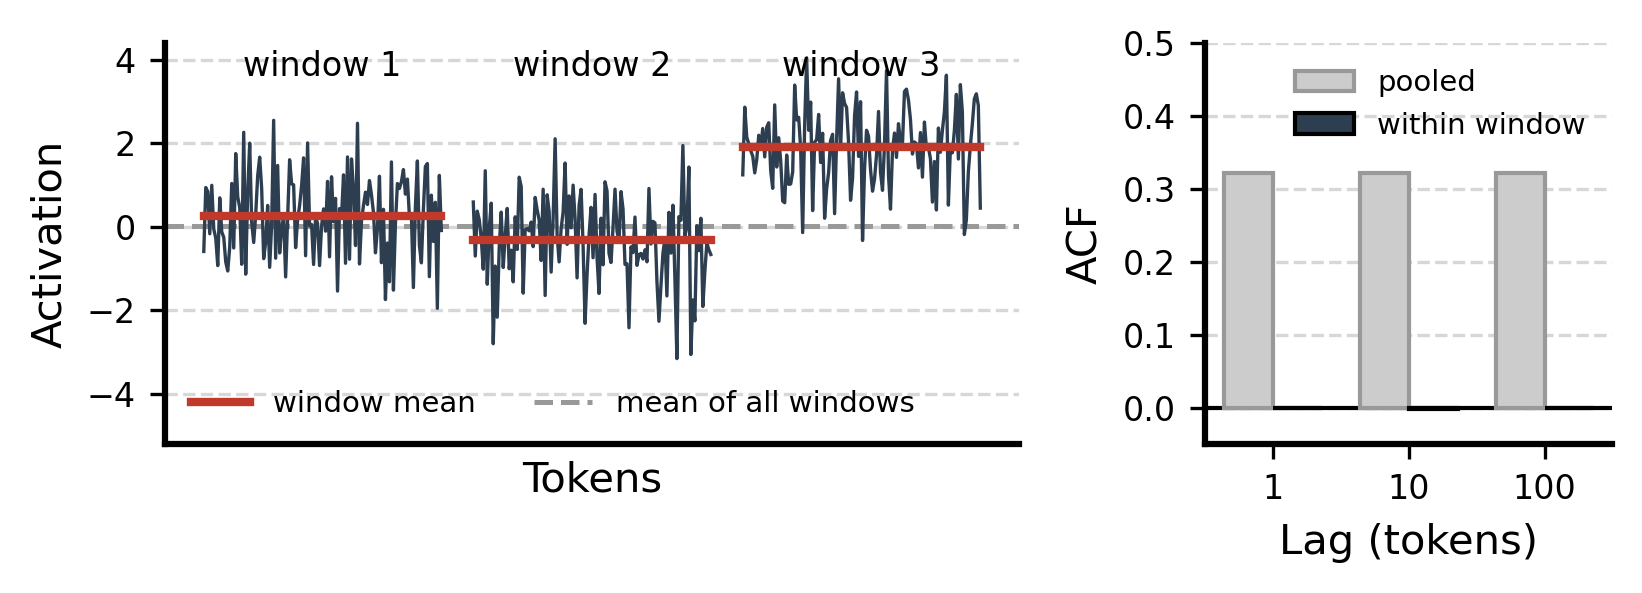 window 1
window 2
window 3
4
2
0
−2
−4
Activation
window mean
mean of all windows
Tokens
0.5
0.4
0.3
0.2
0.1
0.0
ACF
pooled
within window
1
10
100
Lag (tokens)